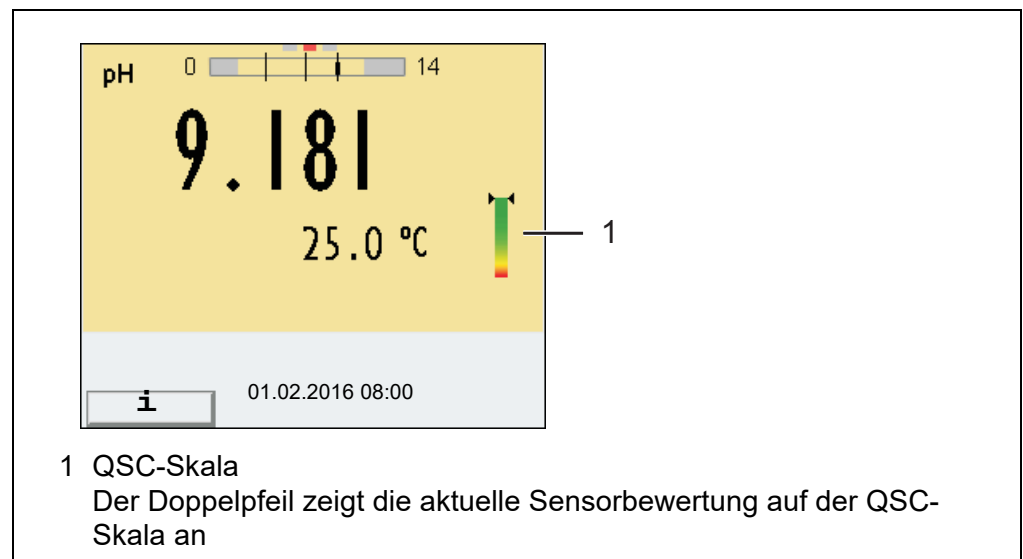 pH 0 14
9.181
25.0 °C
1
i 01.02.2016 08:00
1 QSC-Skala
Der Doppelpfeil zeigt die aktuelle Sensorbewertung auf der QSC-
Skala an